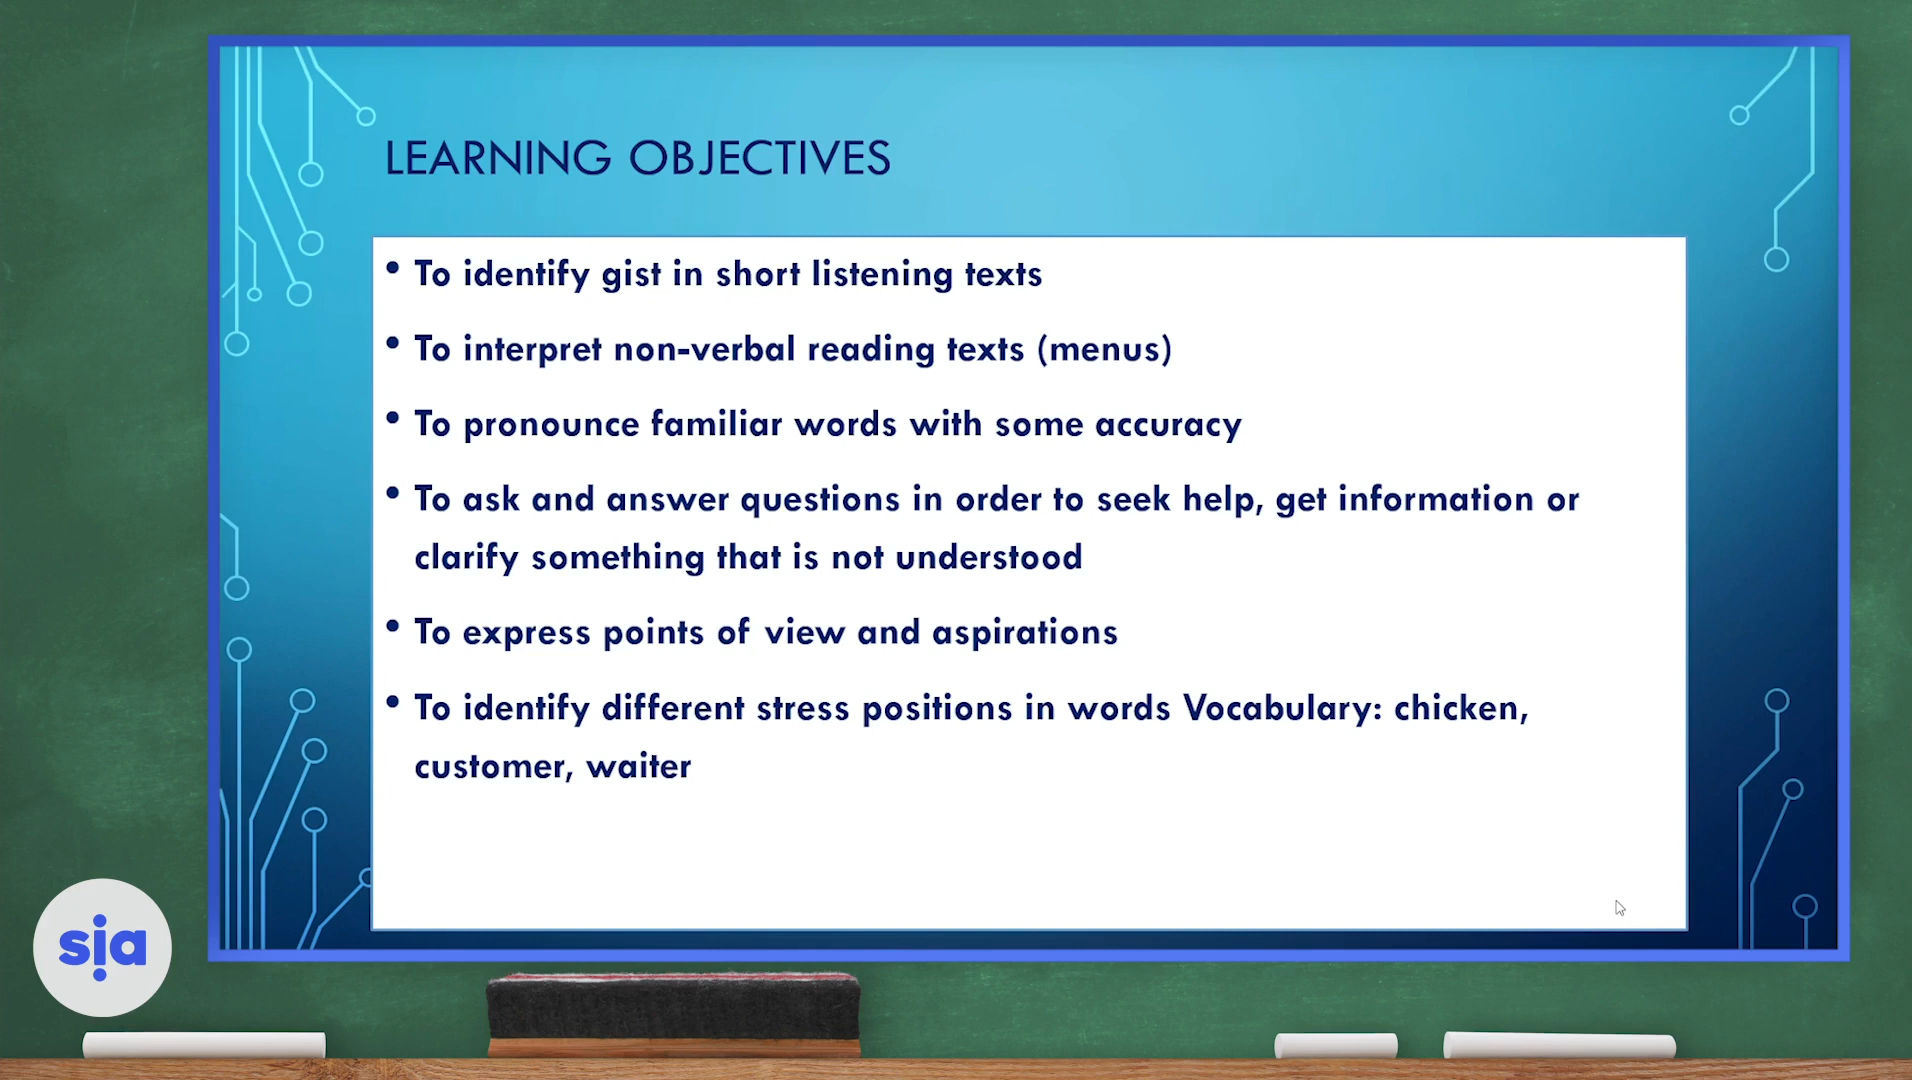 LEARNING OBJECTIVES
• To identify gist in short listening texts
• To interpret non-verbal reading texts (menus)
• To pronounce familiar words with some accuracy
• To ask and answer questions in order to seek help, get information or
clarify something that is not understood
• To express points of view and aspirations
• To identify different stress positions in words Vocabulary: chicken,
customer, waiter
sia